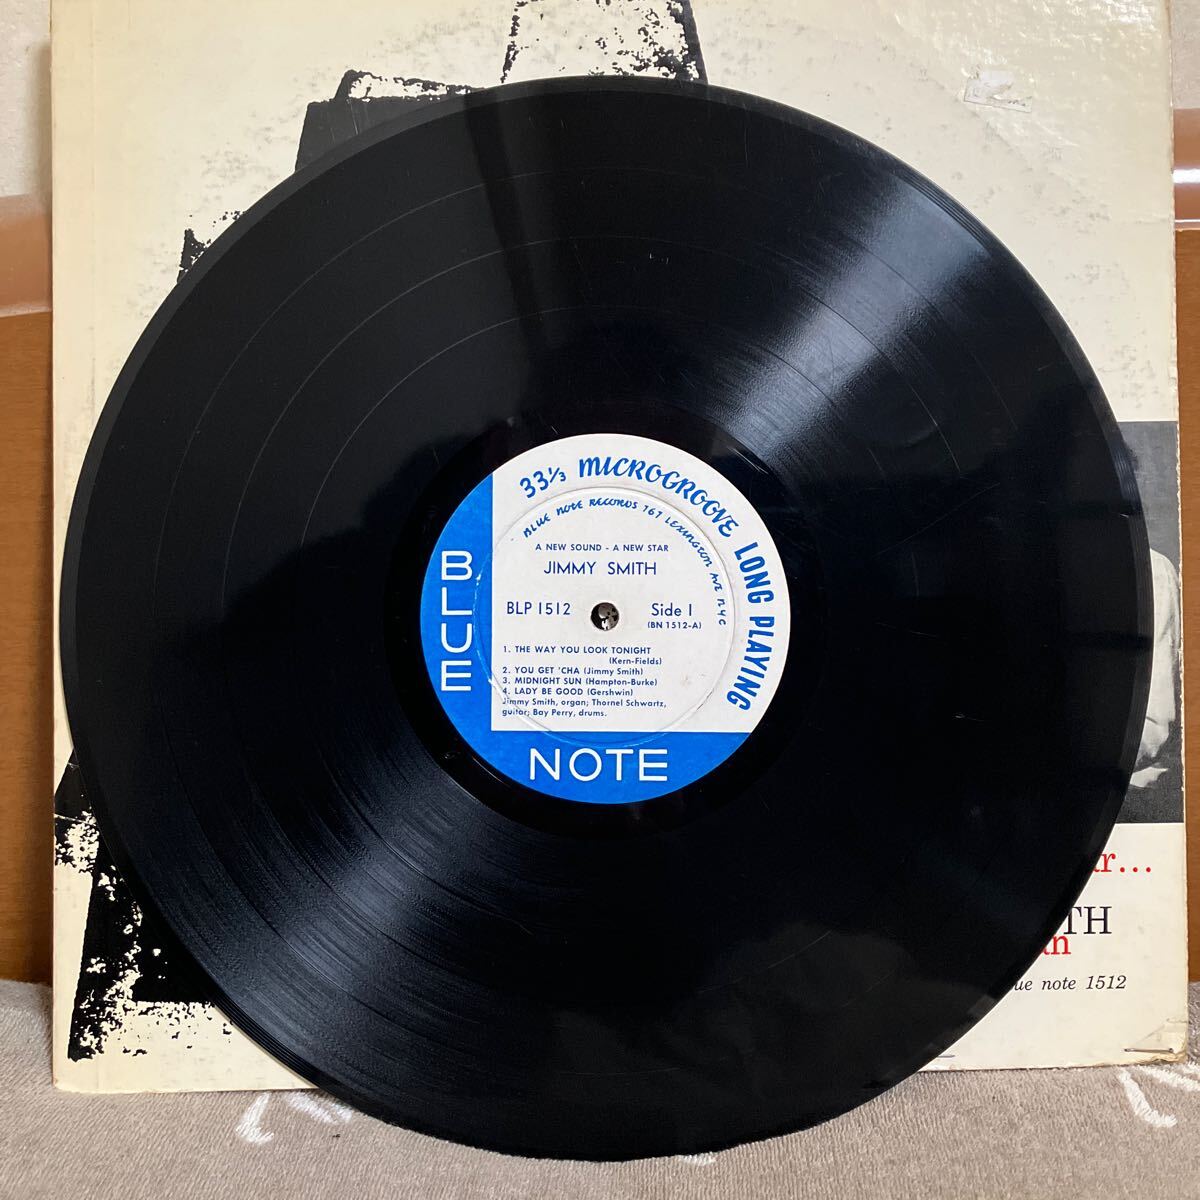 33⅓ MICROGROOVE LONG PLAYING
BLUE NOTE RECORDS 767 LEXINGTON AVE NYC
A NEW SOUND - A NEW STAR
JIMMY SMITH
BLP 1512
Side 1
(BN 1512-A)
1. THE WAY YOU LOOK TONIGHT
(Kern-Fields)
2. YOU GET 'CHA (Jimmy Smith)
3. MIDNIGHT SUN (Hampton-Burke)
4. LADY BE GOOD (Gershwin)
Jimmy Smith, organ; Thornel Schwartz,
guitar; Bay Perry, drums.
BLUE
NOTE
ar...
TH
an
ue note 1512